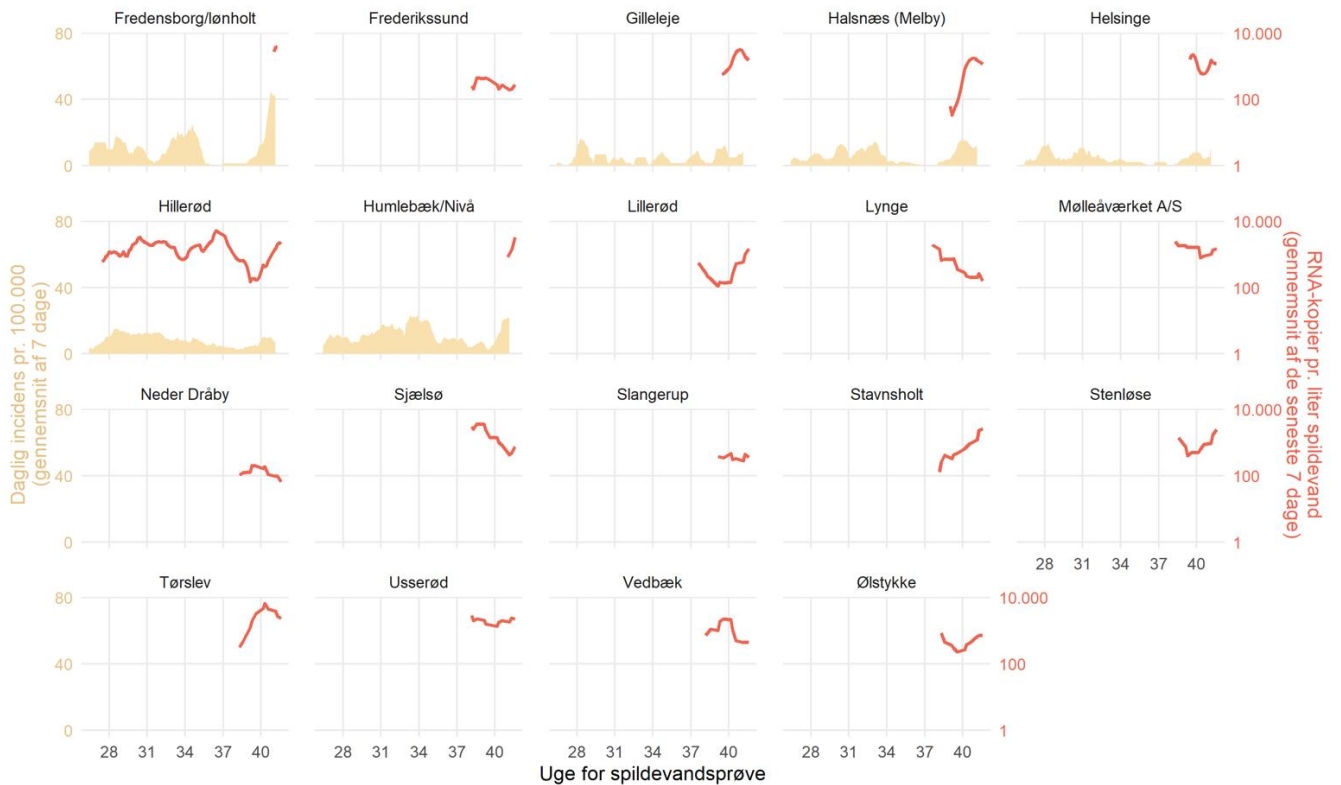 Fredensborg/lønholt
Frederikssund
Gilleleje
Halsnæs (Melby)
Helsinge
80
40
0
10.000
100
1
Hillerød
Humlebæk/Nivå
Lillerød
Lynge
Mølleåværket A/S
80
40
0
10.000
100
1
Daglig incidens pr. 100.000
(gennemsnit af 7 dage)
RNA-kopier pr. liter spildevand
(gennemsnit af de seneste 7 dage)
Neder Dråby
Sjælsø
Slangerup
Stavnsholt
Stenløse
80
40
0
10.000
100
1
28 31 34 37 40
Tørslev
Usserød
Vedbæk
Ølstykke
80
40
0
10.000
100
1
28 31 34 37 40
28 31 34 37 40
28 31 34 37 40
28 31 34 37 40
Uge for spildevandsprøve